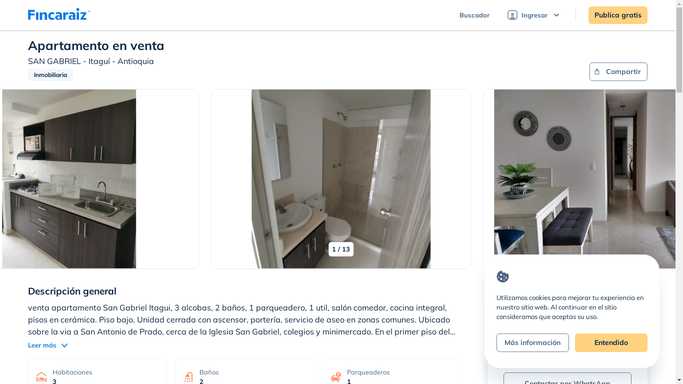 Fincaraiz
Buscador
Ingresar
Publica gratis
Apartamento en venta
SAN GABRIEL - Itaguí - Antioquia
Inmobiliaria
Compartir
1 / 13
Descripción general
venta apartamento San Gabriel Itagui, 3 alcobas, 2 baños, 1 parqueadero, 1 util, salón comedor, cocina integral,
pisos en cerámica. Piso bajo. Unidad cerrada con ascensor, portería, servicio de aseo en zonas comunes. Ubicado
sobre la via a San Antonio de Prado, cerca de la Iglesia San Gabriel, colegios y minimercado. En el primer piso del...
Leer más
Habitaciones
3
Baños
2
Parqueaderos
1
Utilizamos cookies para mejorar tu experiencia en
nuestro sitio web. Al continuar en el sitio
consideramos que aceptas su uso.
Más información
Entendido
Contactar por WhatsApp